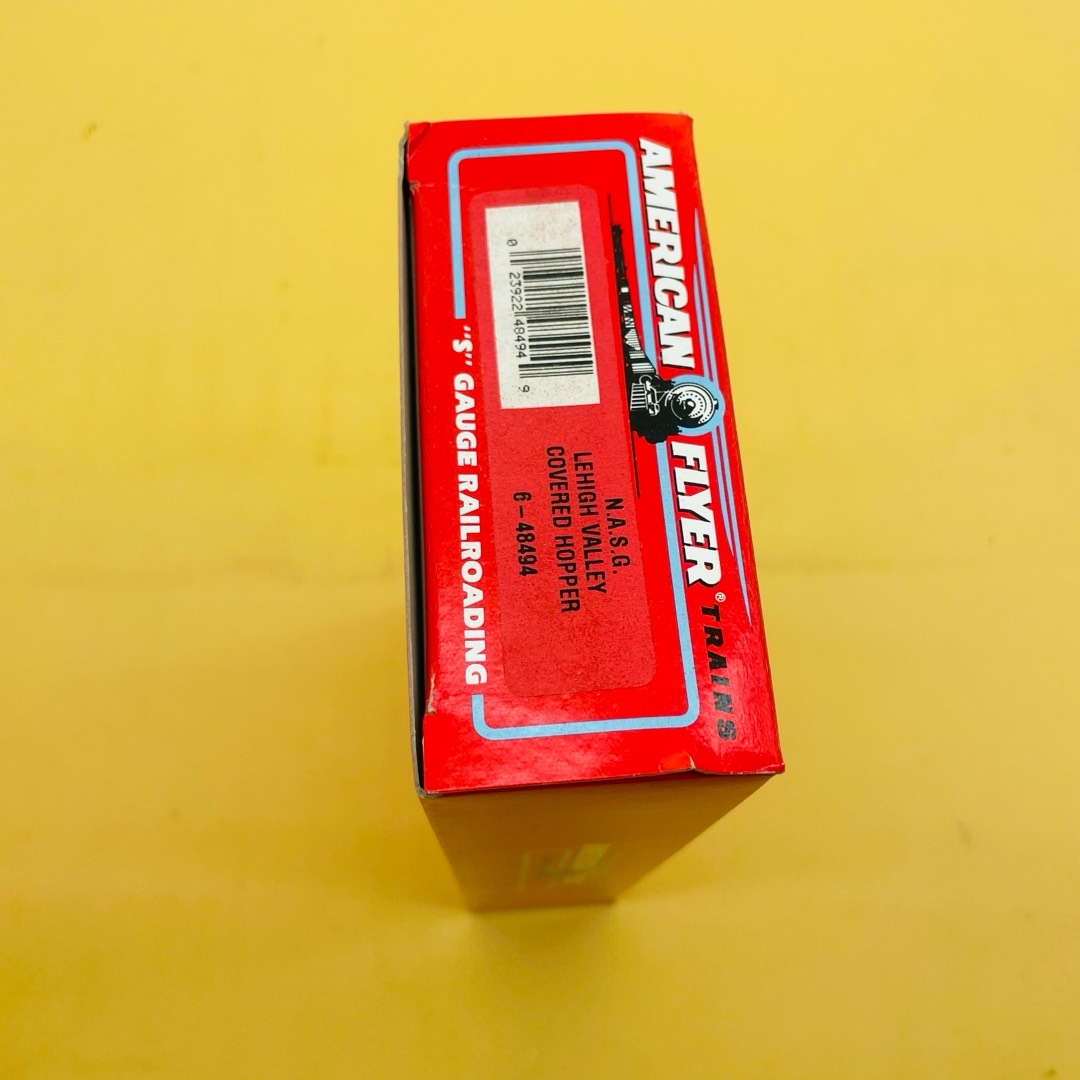 AMERICAN FLYER® TRAINS
N.A.S.G.
LEHIGH VALLEY
COVERED HOPPER
6-48494
0 23922 48494 9
"S" GAUGE RAILROADING